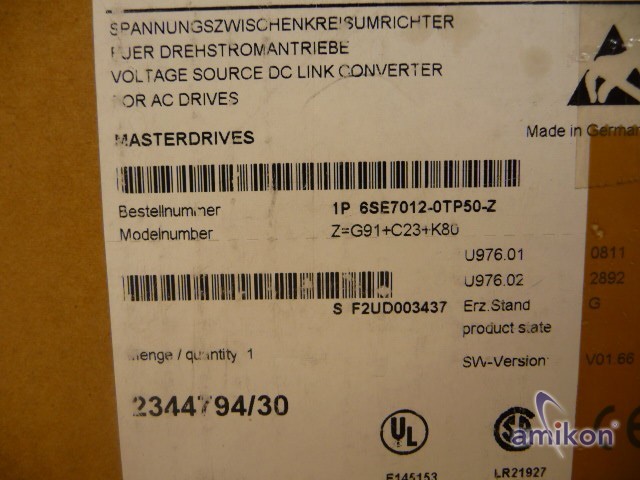 SPANNUNGSZWISCHENKREISUMRICHTER
FUER DREHSTROMANTRIEBE
VOLTAGE SOURCE DC LINK CONVERTER
FOR AC DRIVES
MASTERDRIVES
Made in German
Bestellnummer 1P 6SE7012-0TP50-Z
Modelnumber Z=G91+C23+K80
U976.01 0811
U976.02 2892
S F2UD003437 Erz.Stand G
product state
Menge / quantity 1
SW-Version: V01.66
2344794/30
UL
SA
amikon
E145153
LR21927
CE